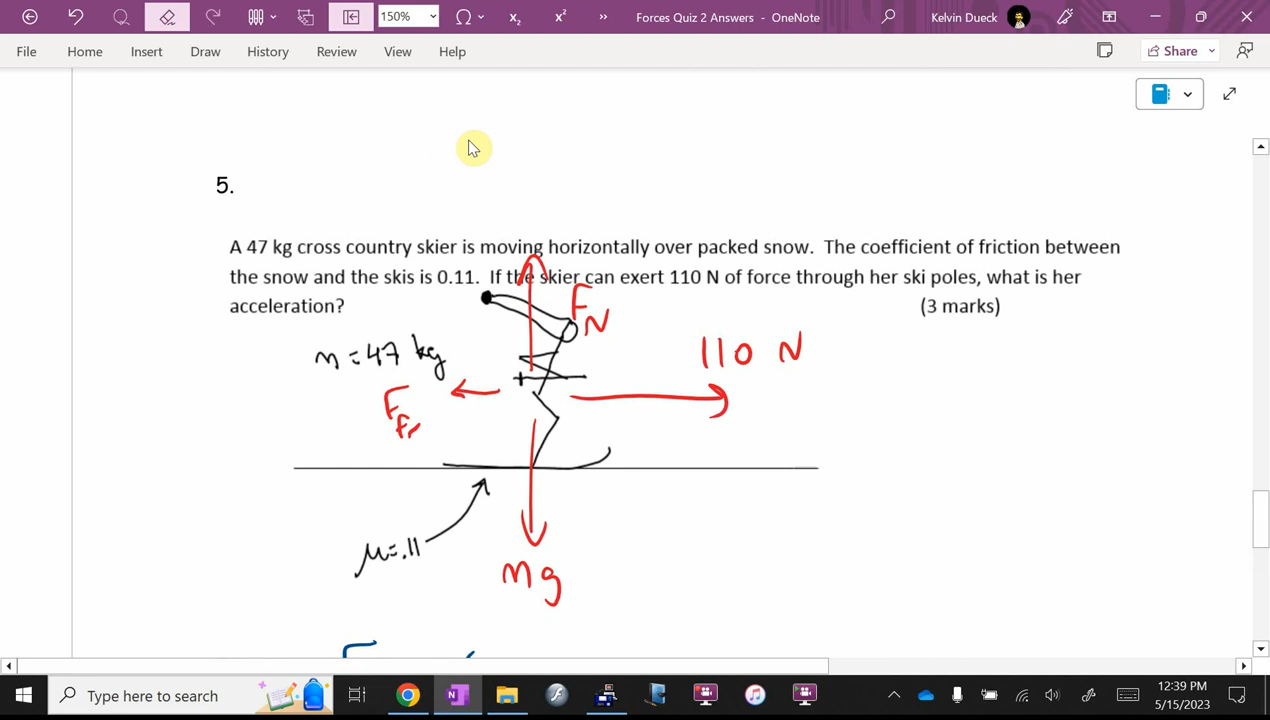 150%
Ω
x₂
x²
»
Forces Quiz 2 Answers - OneNote
Kelvin Dueck
File
Home
Insert
Draw
History
Review
View
Help
Share
5.
A 47 kg cross country skier is moving horizontally over packed snow. The coefficient of friction between
the snow and the skis is 0.11. If the skier can exert 110 N of force through her ski poles, what is her
acceleration? (3 marks)
F N
m = 47 kg
110 N
F Fr
μ=.11
mg
Type here to search
12:39 PM
5/15/2023